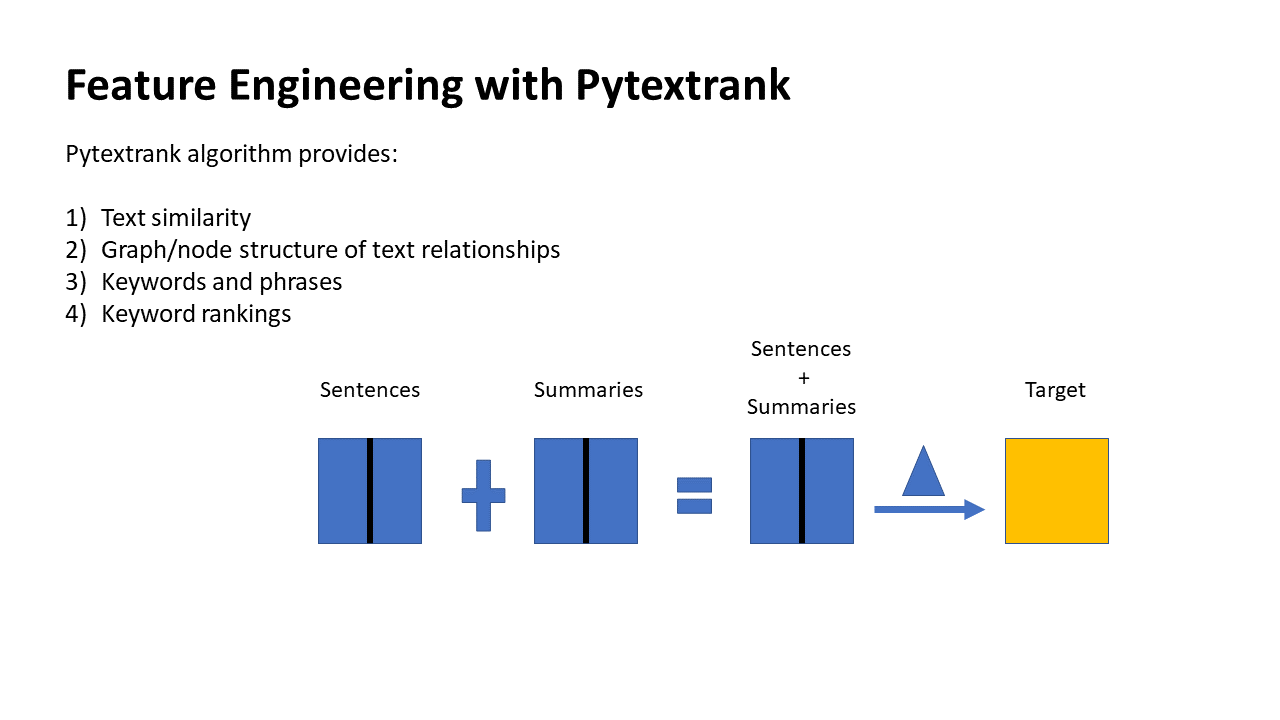 Feature Engineering with Pytextrank
Pytextrank algorithm provides:
1) Text similarity
2) Graph/node structure of text relationships
3) Keywords and phrases
4) Keyword rankings
Sentences
Summaries
Sentences
+
Summaries
Target